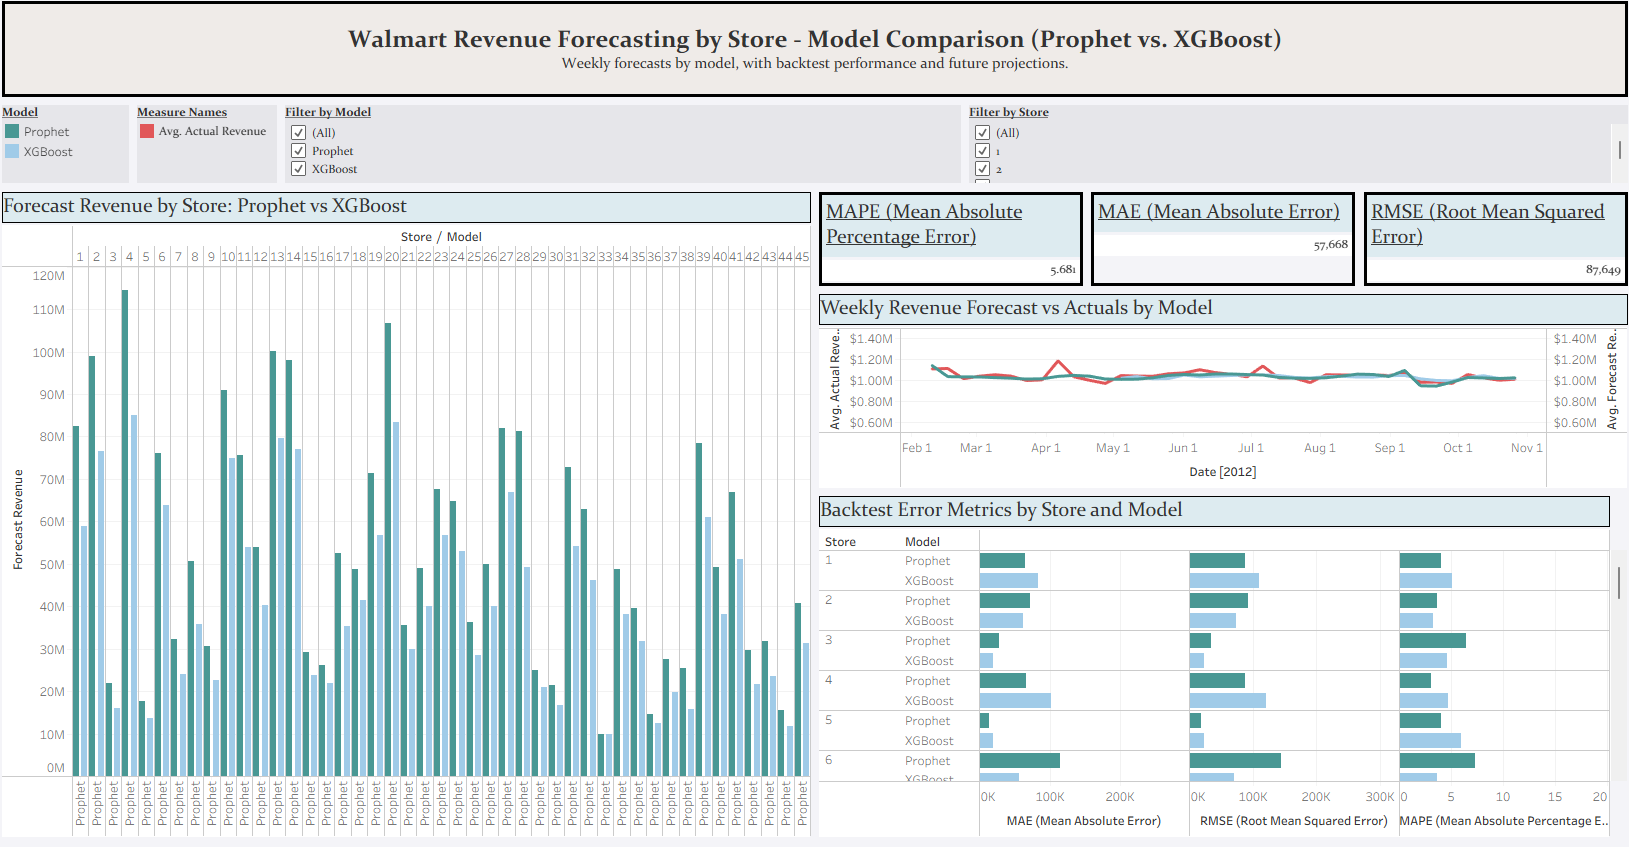 Walmart Revenue Forecasting by Store - Model Comparison (Prophet vs. XGBoost)
Weekly forecasts by model, with backtest performance and future projections.
Model
Prophet
XGBoost
Measure Names
Avg. Actual Revenue
Filter by Model
(All)
Prophet
XGBoost
Filter by Store
(All)
1
2
Forecast Revenue by Store: Prophet vs XGBoost
Store / Model
1 2 3 4 5 6 7 8 9 10 11 12 13 14 15 16 17 18 19 20 21 22 23 24 25 26 27 28 29 30 31 32 33 34 35 36 37 38 39 40 41 42 43 44 45
Forecast Revenue
120M
110M
100M
90M
80M
70M
60M
50M
40M
30M
20M
10M
0M
Prophet Prophet Prophet Prophet Prophet Prophet Prophet Prophet Prophet Prophet Prophet Prophet Prophet Prophet Prophet Prophet Prophet Prophet Prophet Prophet Prophet Prophet Prophet Prophet Prophet Prophet Prophet Prophet Prophet Prophet Prophet Prophet Prophet Prophet Prophet Prophet Prophet Prophet Prophet Prophet Prophet Prophet Prophet Prophet Prophet
MAPE (Mean Absolute
Percentage Error)
5.681
MAE (Mean Absolute Error)
57,668
RMSE (Root Mean Squared
Error)
87,649
Weekly Revenue Forecast vs Actuals by Model
Avg. Actual Reve..
$1.40M
$1.20M
$1.00M
$0.80M
$0.60M
$1.40M
$1.20M
$1.00M
$0.80M
$0.60M
Avg. Forecast Re..
Feb 1 Mar 1 Apr 1 May 1 Jun 1 Jul 1 Aug 1 Sep 1 Oct 1 Nov 1
Date [2012]
Backtest Error Metrics by Store and Model
Store Model
1 Prophet
XGBoost
2 Prophet
XGBoost
3 Prophet
XGBoost
4 Prophet
XGBoost
5 Prophet
XGBoost
6 Prophet
XGBoost
0K 100K 200K 0K 100K 200K 300K 0 5 10 15 20
MAE (Mean Absolute Error) RMSE (Root Mean Squared Error) MAPE (Mean Absolute Percentage E..